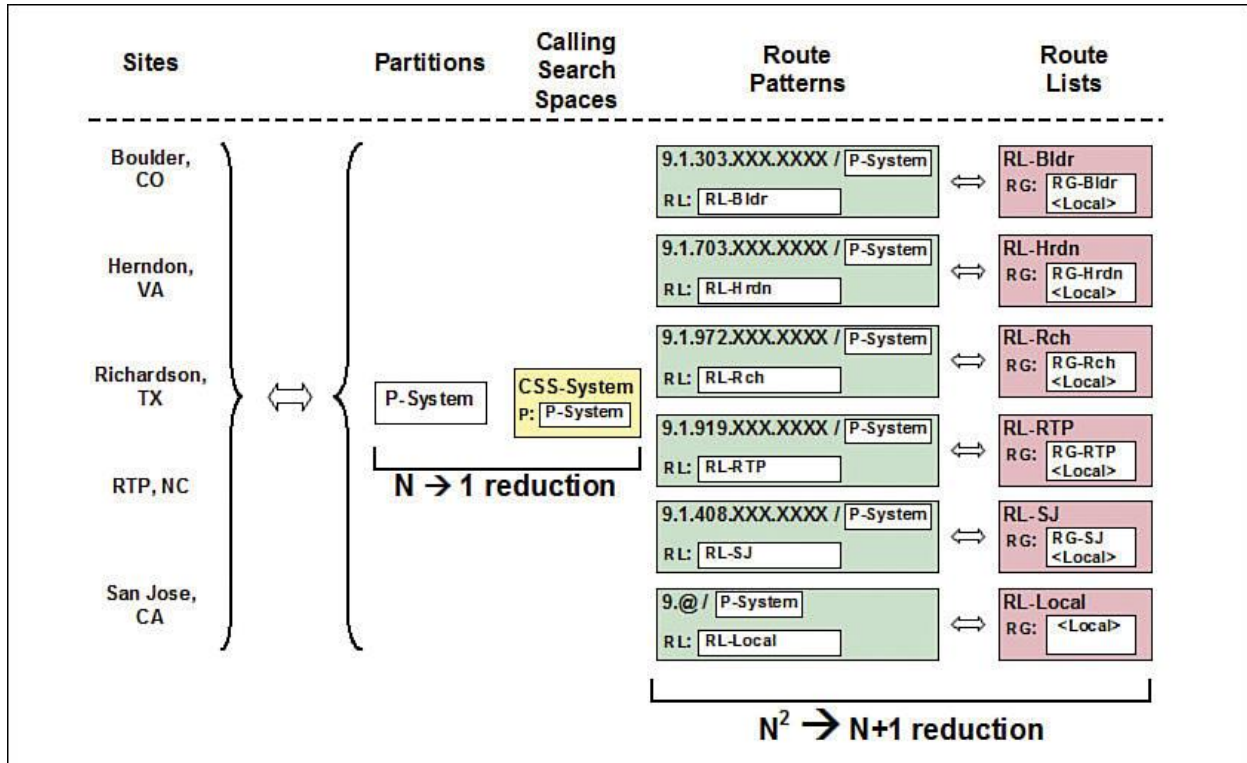 Sites
Partitions
Calling
Search
Spaces
Route
Patterns
Route
Lists
Boulder,
CO
Herndon,
VA
Richardson,
TX
RTP, NC
San Jose,
CA
P-System
CSS-System
P: P-System
N → 1 reduction
9.1.303.XXX.XXXX / P-System
RL: RL-Bldr
RL-Bldr
RG: RG-Bldr
<Local>
9.1.703.XXX.XXXX / P-System
RL: RL-Hrdn
RL-Hrdn
RG: RG-Hrdn
<Local>
9.1.972.XXX.XXXX / P-System
RL: RL-Rch
RL-Rch
RG: RG-Rch
<Local>
9.1.919.XXX.XXXX / P-System
RL: RL-RTP
RL-RTP
RG: RG-RTP
<Local>
9.1.408.XXX.XXXX / P-System
RL: RL-SJ
RL-SJ
RG: RG-SJ
<Local>
9.@ / P-System
RL: RL-Local
RL-Local
RG: <Local>
N² → N+1 reduction